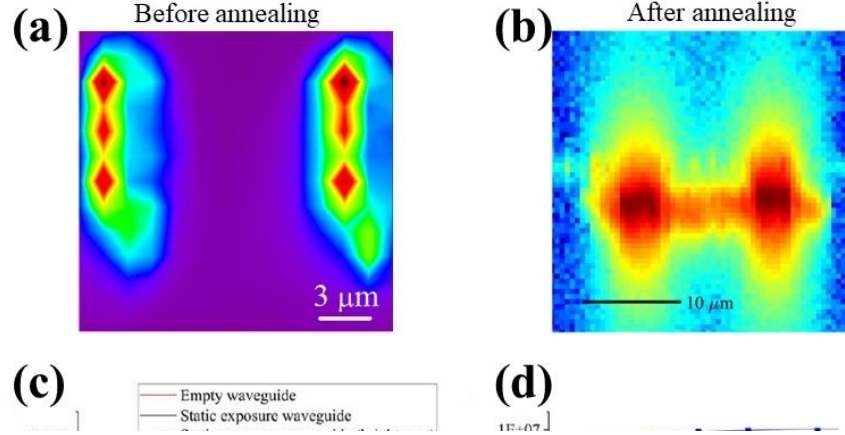 (a)
Before annealing
(b)
After annealing
3 µm
10 µm
(c)
Empty waveguide
Static exposure waveguide
(d)
1E+07